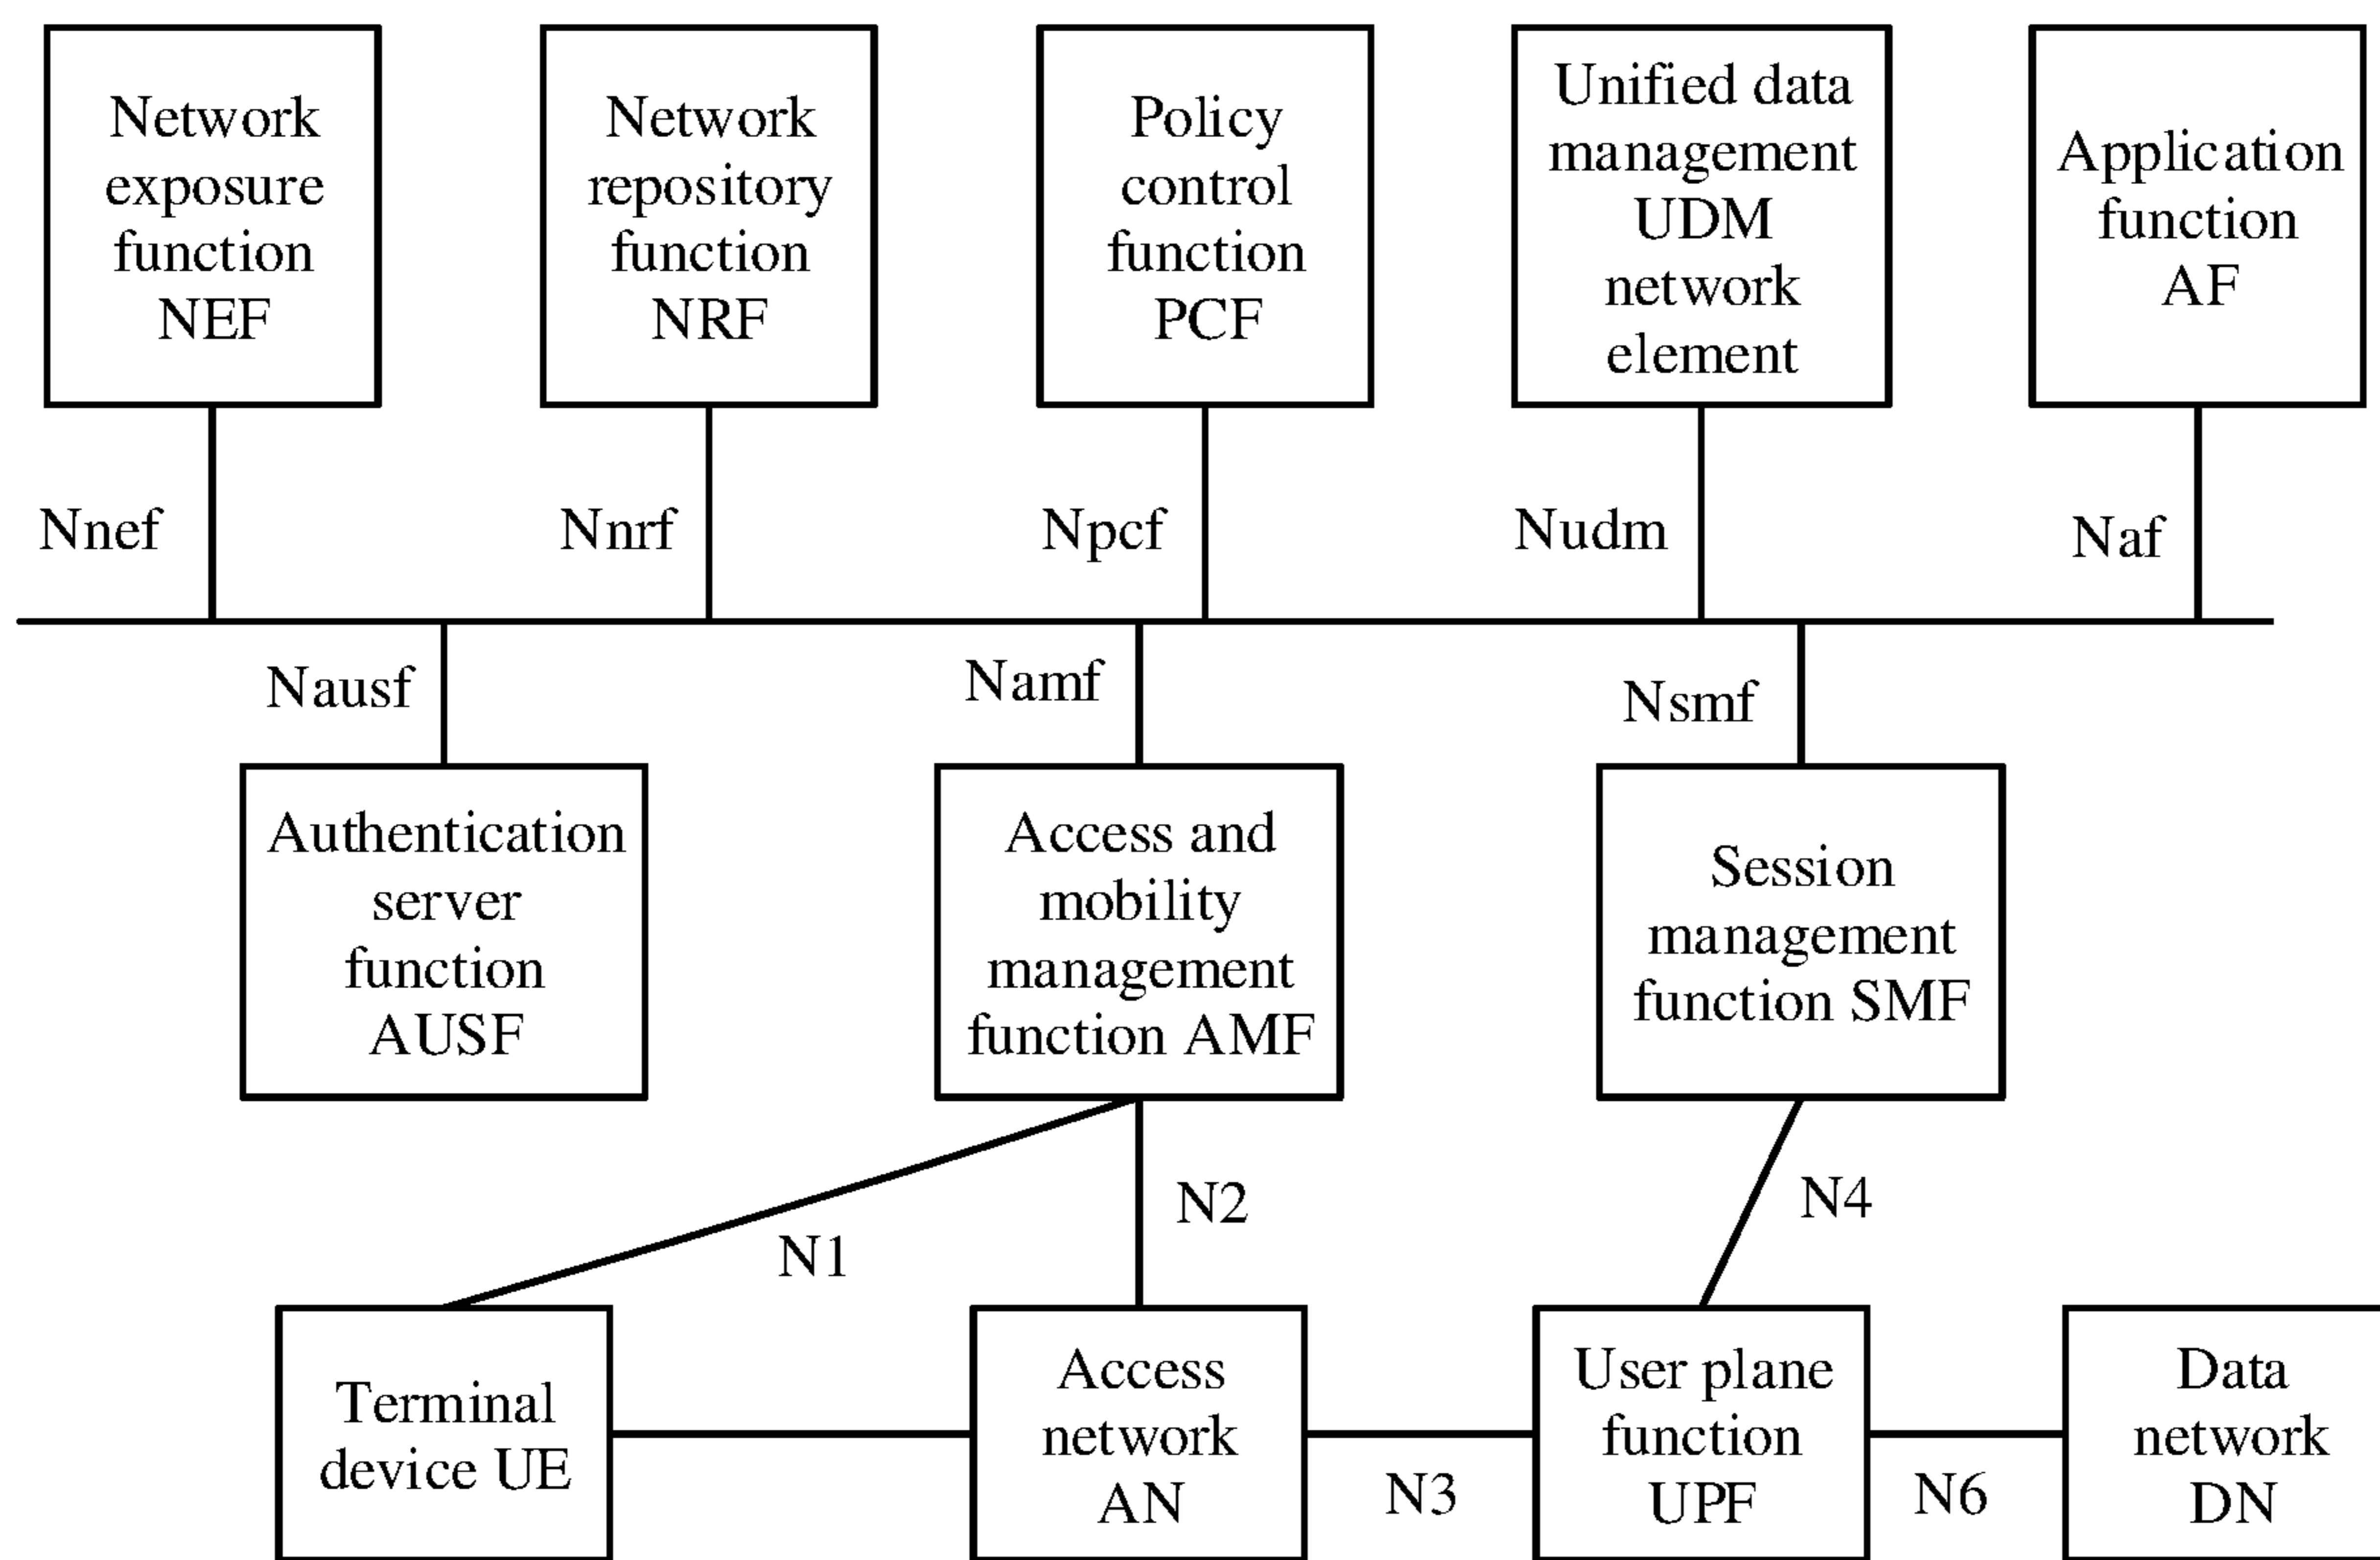 Network
exposure
function
NEF
Network
repository
function
NRF
Policy
control
function
PCF
Unified data
management
UDM
network
element
Application
function
AF
Nnef
Nnrf
Npcf
Nudm
Naf
Nausf
Namf
Nsmf
Authentication
server
function
AUSF
Access and
mobility
management
function AMF
Session
management
function SMF
N1
N2
N4
Terminal
device UE
Access
network
AN
N3
User plane
function
UPF
N6
Data
network
DN